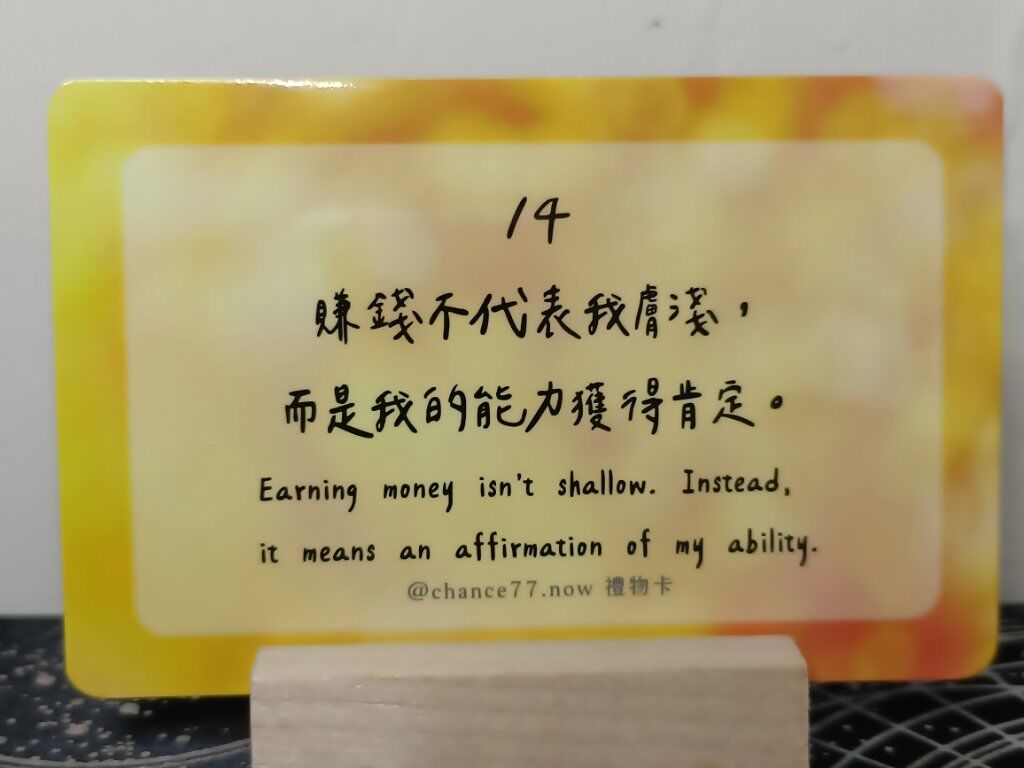 14
賺錢不代表我膚淺，
而是我的能力獲得肯定。
Earning money isn't shallow. Instead,
it means an affirmation of my ability.
@chance77.now 禮物卡